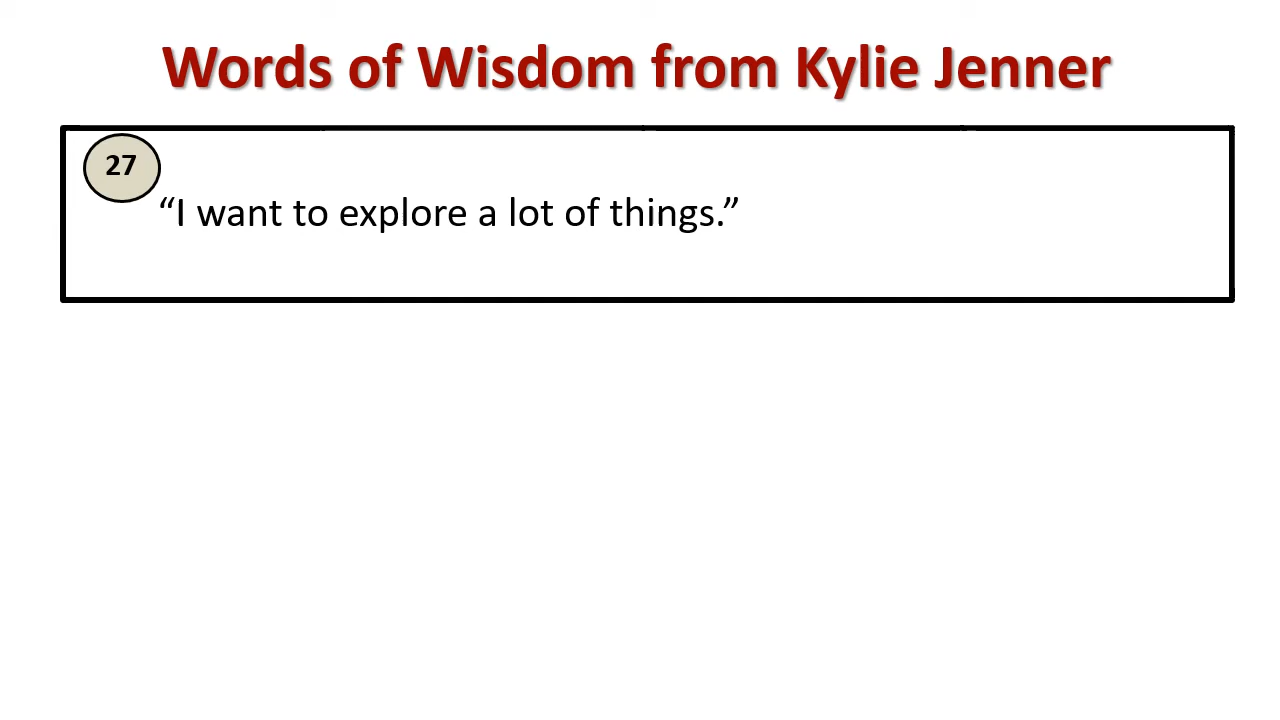 Words of Wisdom from Kylie Jenner
27
“I want to explore a lot of things.”